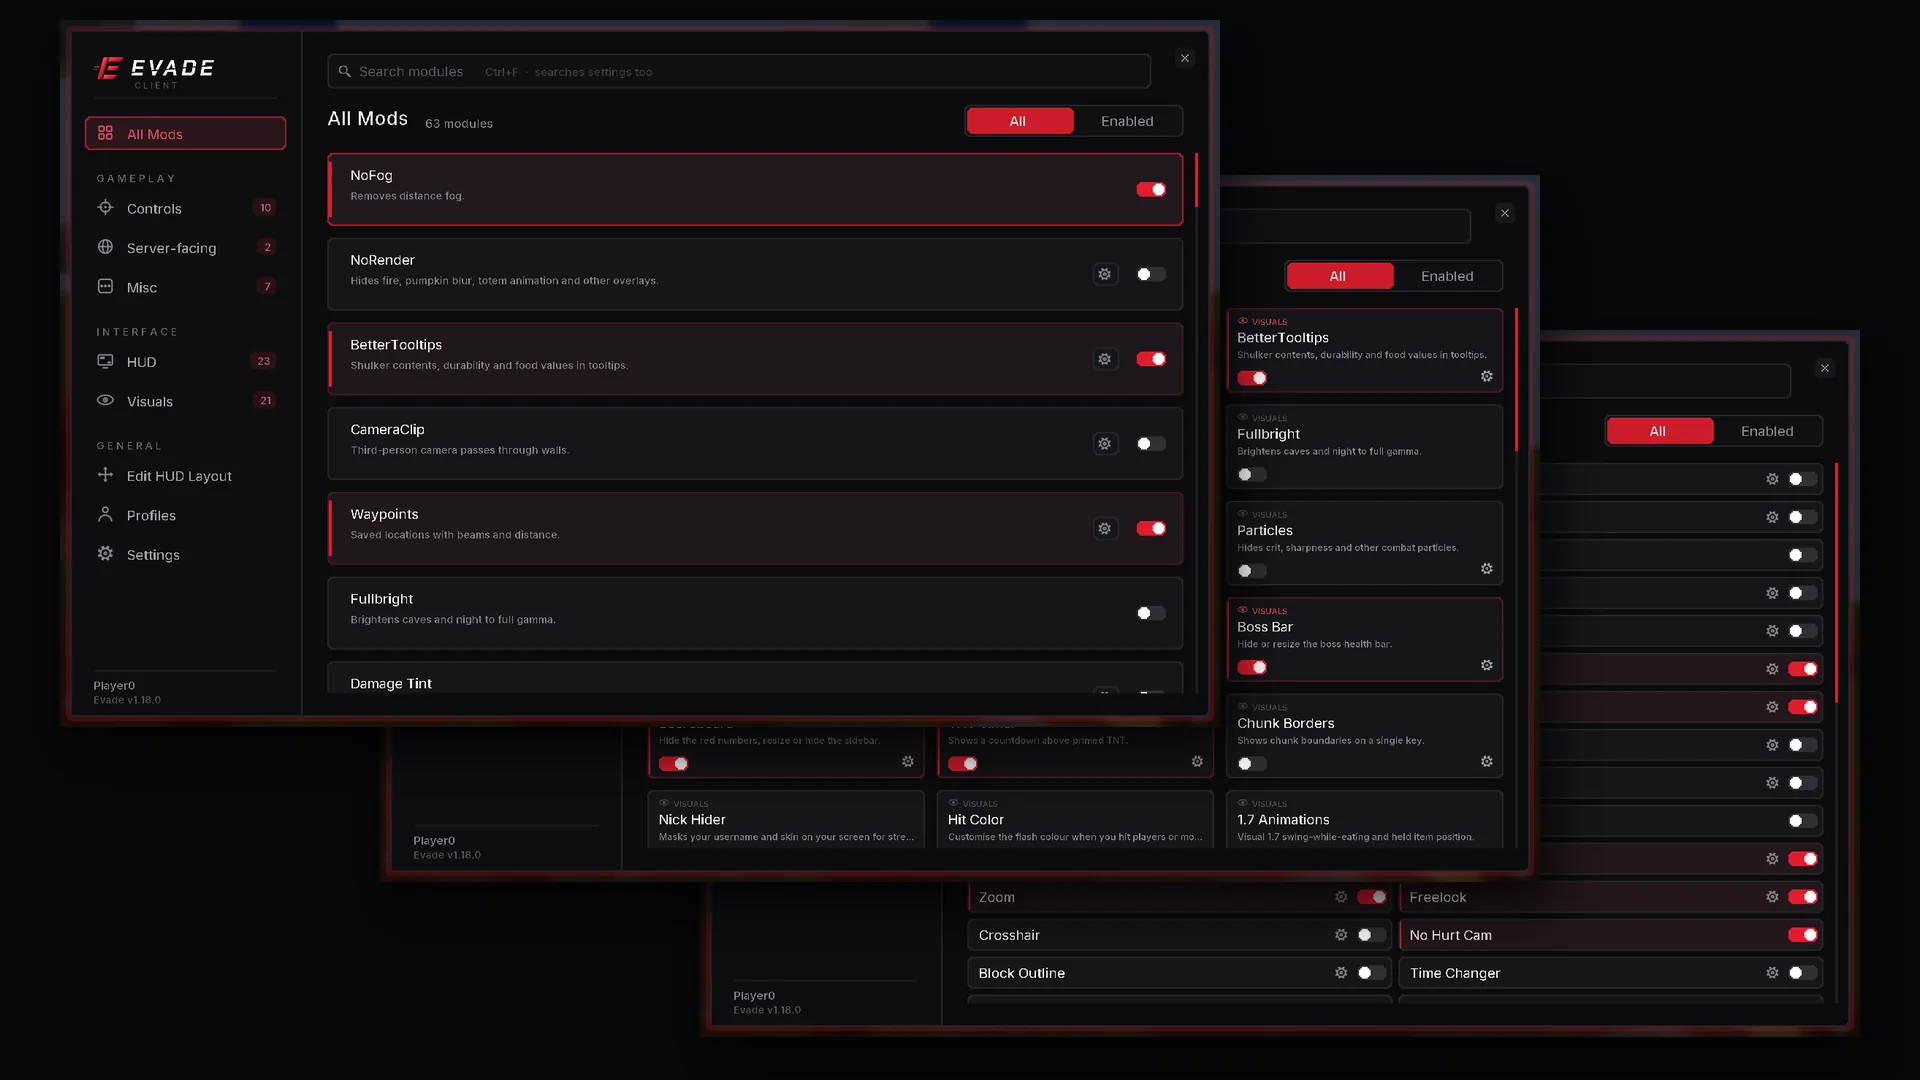 EVADE
CLIENT
Search modules Ctrl+F - searches settings too
All Mods
All Mods 63 modules
All Enabled
GAMEPLAY
Controls 10
Server-facing 2
Misc 7
INTERFACE
HUD 23
Visuals 21
GENERAL
Edit HUD Layout
Profiles
Settings
Player0
Evade v1.18.0
NoFog
Removes distance fog.
NoRender
Hides fire, pumpkin blur, totem animation and other overlays.
BetterTooltips
Shulker contents, durability and food values in tooltips.
CameraClip
Third-person camera passes through walls.
Waypoints
Saved locations with beams and distance.
Fullbright
Brightens caves and night to full gamma.
Damage Tint
All Enabled
VISUALS
BetterTooltips
Shulker contents, durability and food values in tooltips.
VISUALS
Fullbright
Brightens caves and night to full gamma.
VISUALS
Particles
Hides crit, sharpness and other combat particles.
VISUALS
Boss Bar
Hide or resize the boss health bar.
VISUALS
Chunk Borders
Shows chunk boundaries on a single key.
Hide the red numbers, resize or hide the sidebar.
Shows a countdown above primed TNT.
VISUALS
Nick Hider
Masks your username and skin on your screen for stre...
VISUALS
Hit Color
Customise the flash colour when you hit players or mo...
VISUALS
1.7 Animations
Visual 1.7 swing-while-eating and held item position.
Player0
Evade v1.18.0
All Enabled
Zoom
Freelook
Crosshair
No Hurt Cam
Block Outline
Time Changer
Player0
Evade v1.18.0